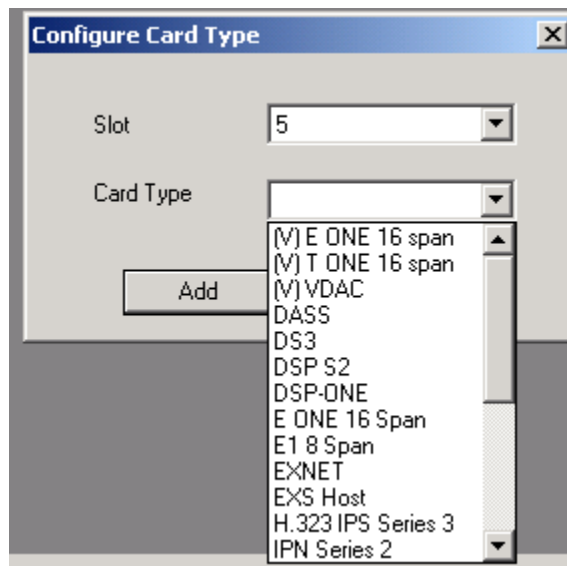 Configure Card Type
Slot
5
Card Type
(V) E ONE 16 span
(V) T ONE 16 span
(V) VDAC
Add
DASS
DS3
DSP S2
DSP-ONE
E ONE 16 Span
E1 8 Span
EXNET
EXS Host
H.323 IPS Series 3
IPN Series 2